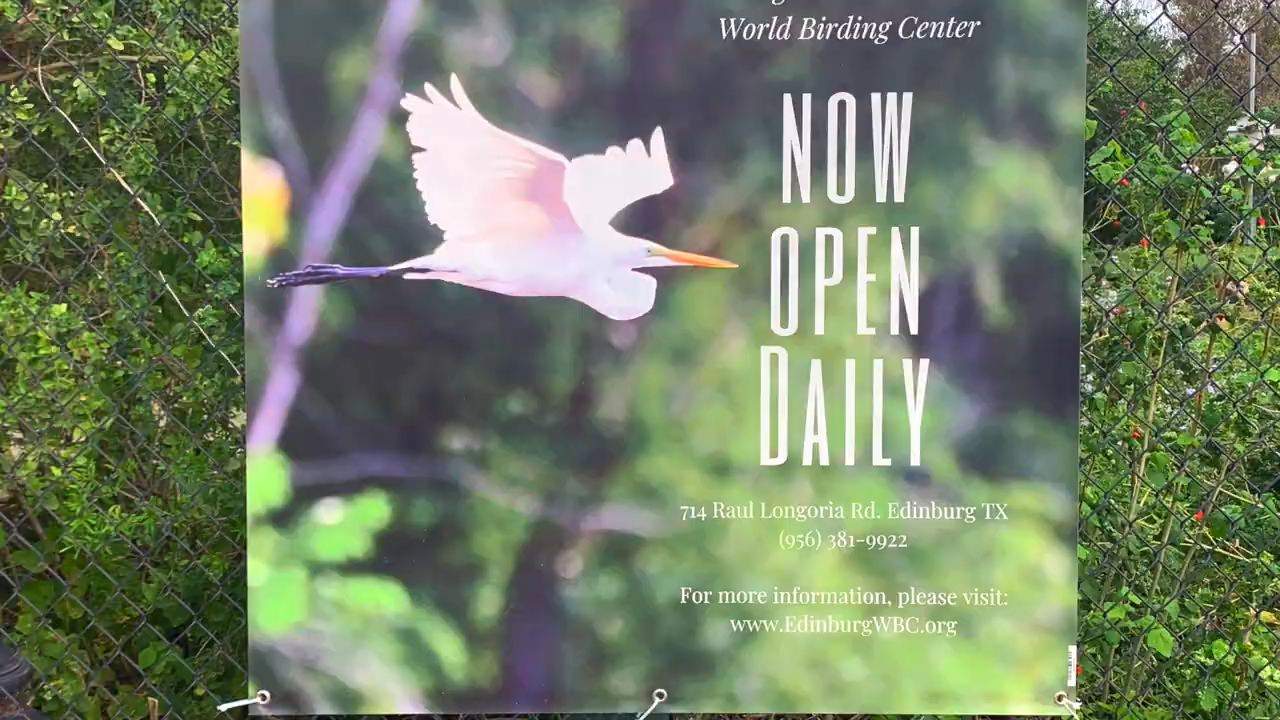 World Birding Center
NOW
OPEN
DAILY
714 Raul Longoria Rd. Edinburg TX
(956) 381-9922
For more information, please visit:
www.EdinburgWBC.org